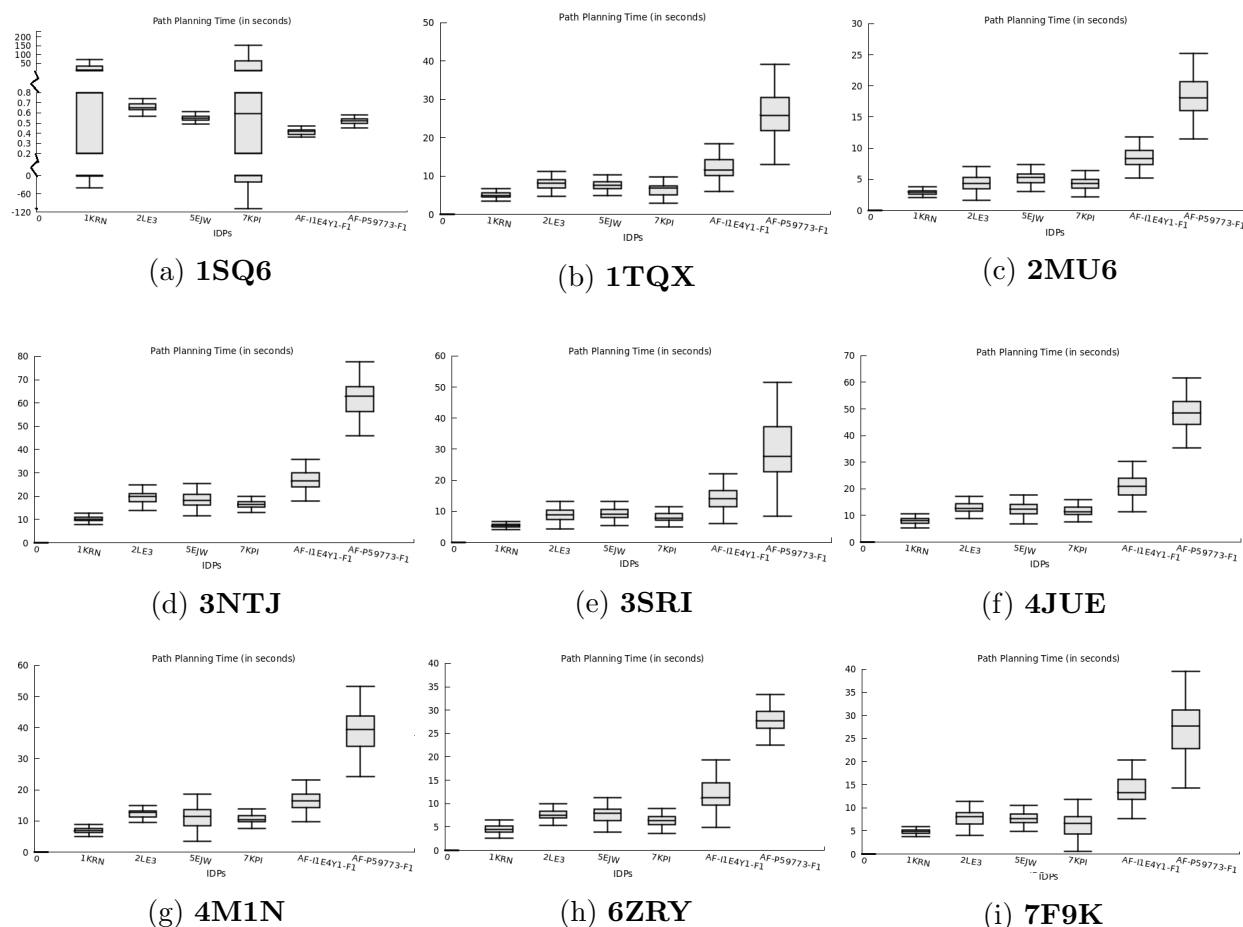 Path Planning Time (in seconds)
200
150
100
50
0.8
0.7
0.6
0.5
0.4
0.3
0.2
0
-60
-120
0 1KRN 2LE3 5EJW 7KPI AF-I1E4Y1-F1 AF-P59773-F1
IDPs
(a) 1SQ6
Path Planning Time (in seconds)
50
40
30
20
10
0
0 1KRN 2LE3 5EJW 7KPI AF-I1E4Y1-F1 AF-P59773-F1
IDPs
(b) 1TQX
Path Planning Time (in seconds)
30
25
20
15
10
5
0
0 1KRN 2LE3 5EJW 7KPI AF-I1E4Y1-F1 AF-P59773-F1
IDPs
(c) 2MU6
Path Planning Time (in seconds)
80
70
60
50
40
30
20
10
0
0 1KRN 2LE3 5EJW 7KPI AF-I1E4Y1-F1 AF-P59773-F1
IDPs
(d) 3NTJ
Path Planning Time (in seconds)
60
50
40
30
20
10
0
0 1KRN 2LE3 5EJW 7KPI AF-I1E4Y1-F1 AF-P59773-F1
IDPs
(e) 3SRI
Path Planning Time (in seconds)
70
60
50
40
30
20
10
0
0 1KRN 2LE3 5EJW 7KPI AF-I1E4Y1-F1 AF-P59773-F1
IDPs
(f) 4JUE
Path Planning Time (in seconds)
60
50
40
30
20
10
0
0 1KRN 2LE3 5EJW 7KPI AF-I1E4Y1-F1 AF-P59773-F1
IDPs
(g) 4M1N
Path Planning Time (in seconds)
40
35
30
25
20
15
10
5
0
0 1KRN 2LE3 5EJW 7KPI AF-I1E4Y1-F1 AF-P59773-F1
IDPs
(h) 6ZRY
Path Planning Time (in seconds)
40
35
30
25
20
15
10
5
0
0 1KRN 2LE3 5EJW 7KPI AF-I1E4Y1-F1 AF-P59773-F1
IDPs
(i) 7F9K